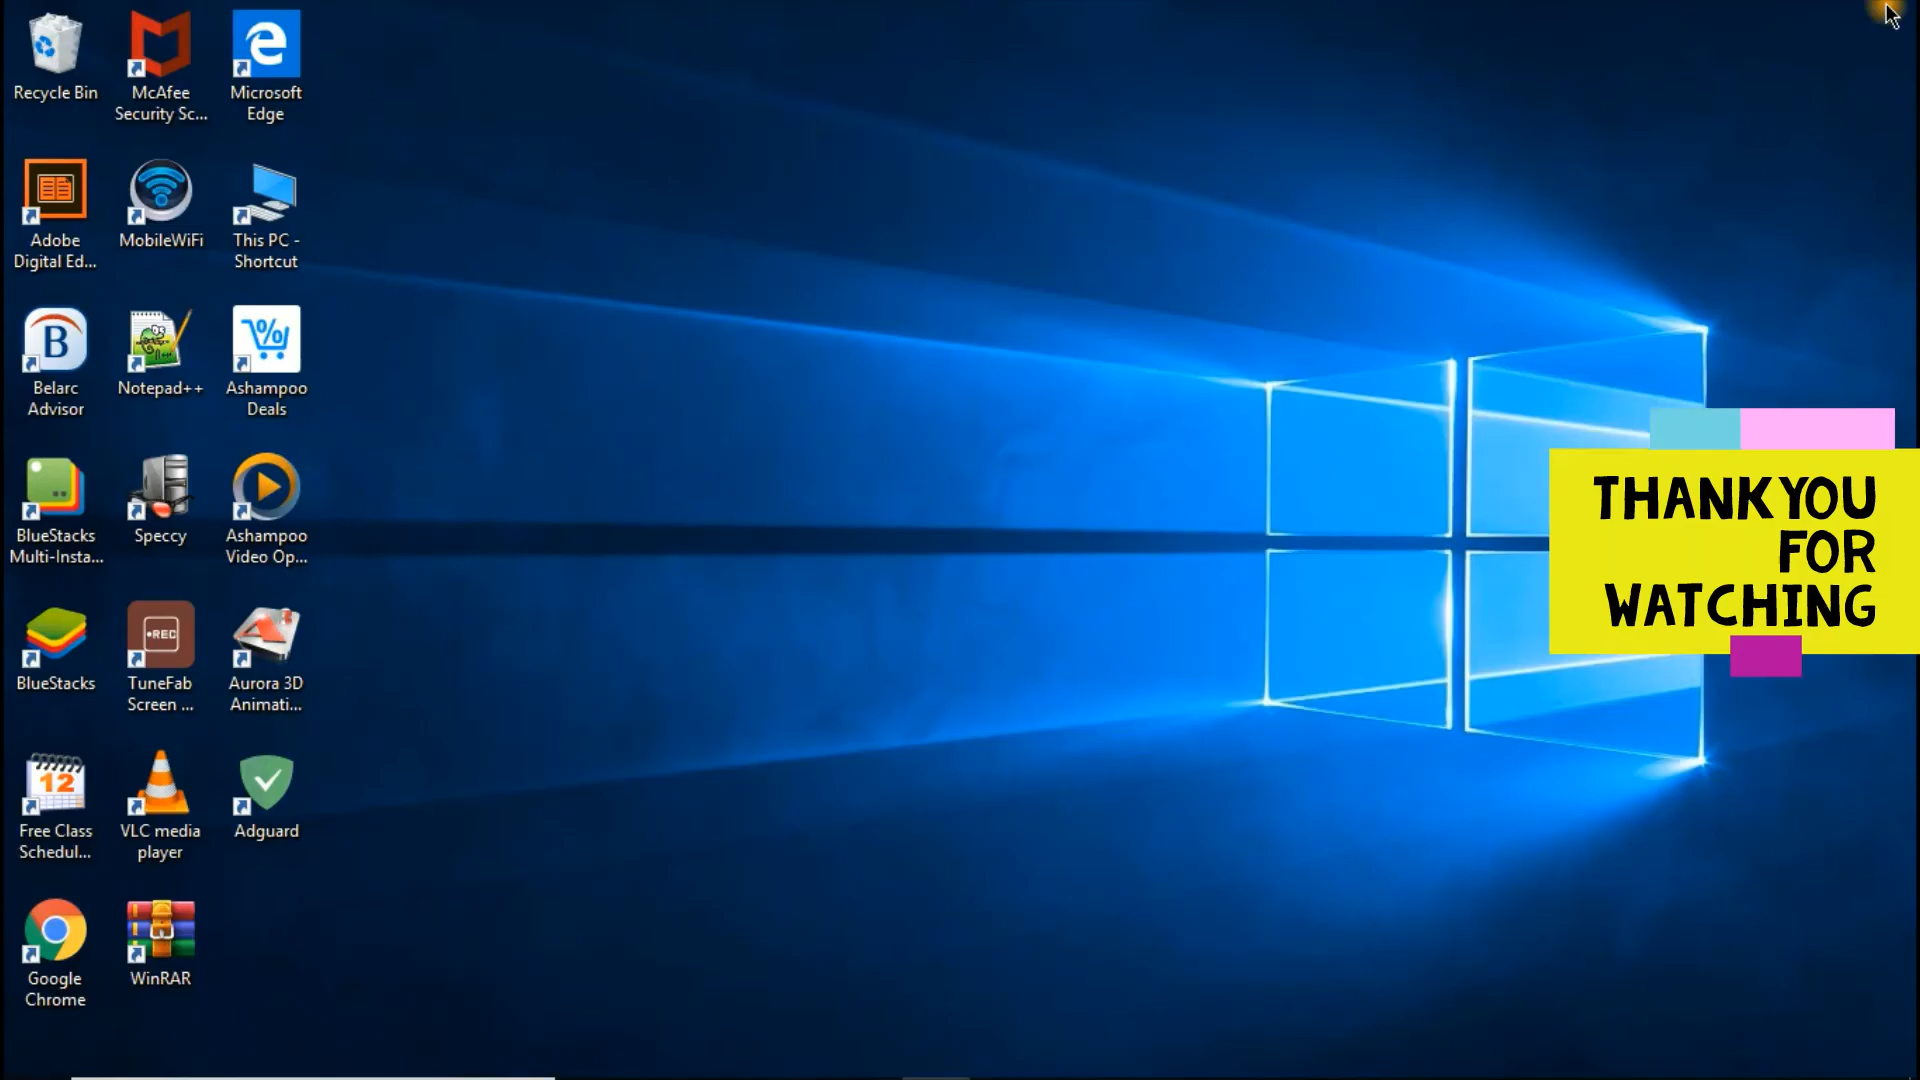 Recycle Bin
McAfee
Security Sc...
Microsoft
Edge
Adobe
Digital Ed...
MobileWiFi
This PC -
Shortcut
B
Belarc
Advisor
Notepad++
%
Ashampoo
Deals
BlueStacks
Multi-Insta...
Speccy
Ashampoo
Video Op...
BlueStacks
REC
TuneFab
Screen ...
Aurora 3D
Animati...
12
Free Class
Schedul...
VLC media
player
Adguard
Google
Chrome
WinRAR
THANK YOU
FOR
WATCHING